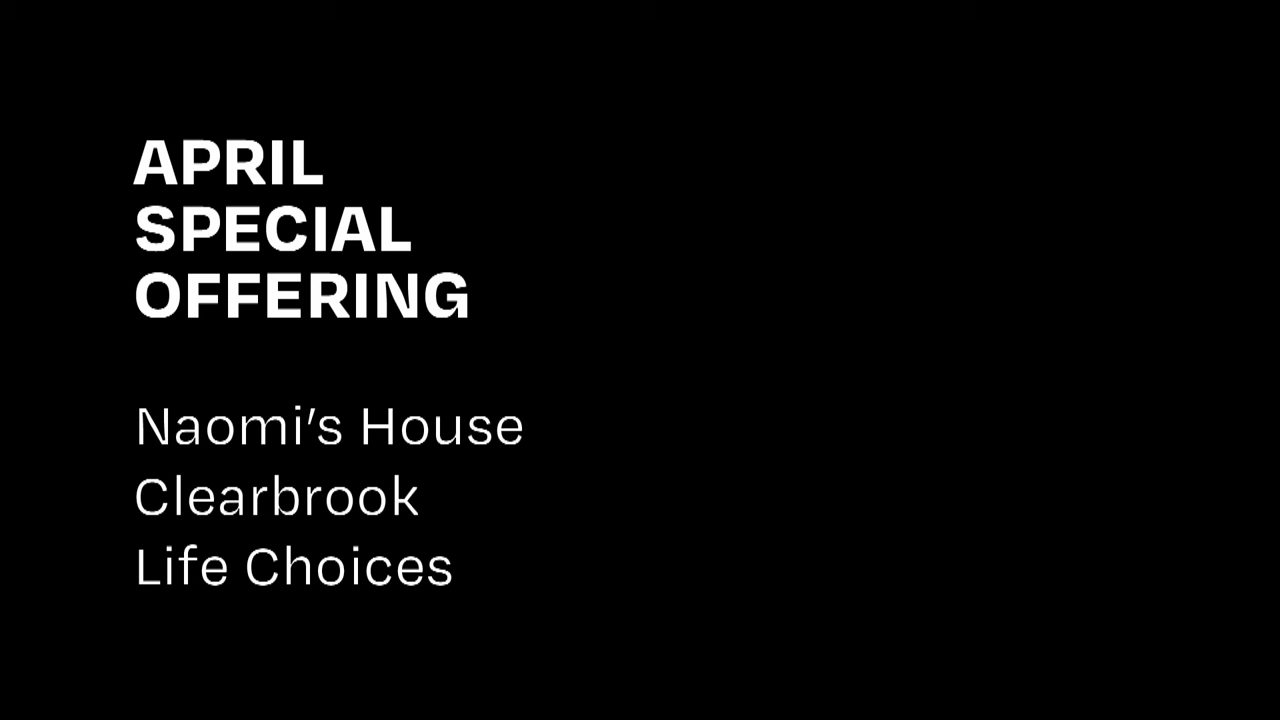 APRIL
SPECIAL
OFFERING
Naomi’s House
Clearbrook
Life Choices